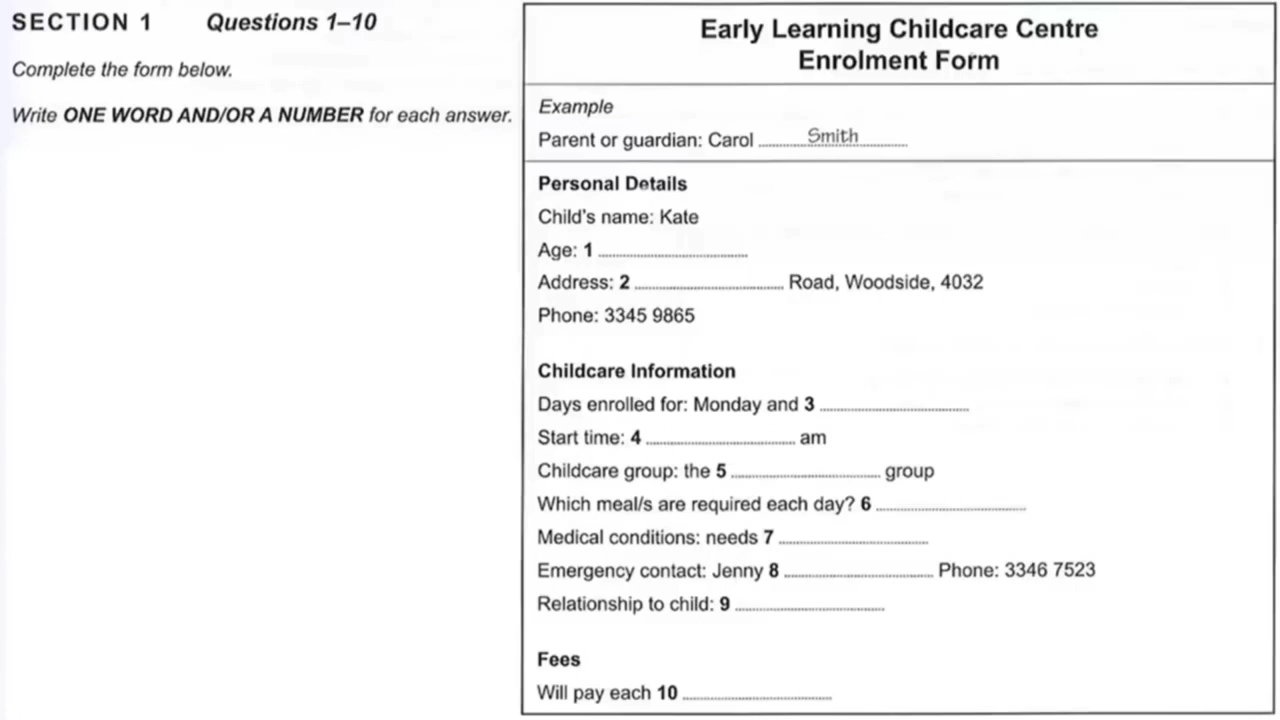 SECTION 1 Questions 1–10
Complete the form below.
Write ONE WORD AND/OR A NUMBER for each answer.
Early Learning Childcare Centre
Enrolment Form
Example
Parent or guardian: Carol Smith
Personal Details
Child's name: Kate
Age: 1
Address: 2 Road, Woodside, 4032
Phone: 3345 9865
Childcare Information
Days enrolled for: Monday and 3
Start time: 4 am
Childcare group: the 5 group
Which meal/s are required each day? 6
Medical conditions: needs 7
Emergency contact: Jenny 8 Phone: 3346 7523
Relationship to child: 9
Fees
Will pay each 10